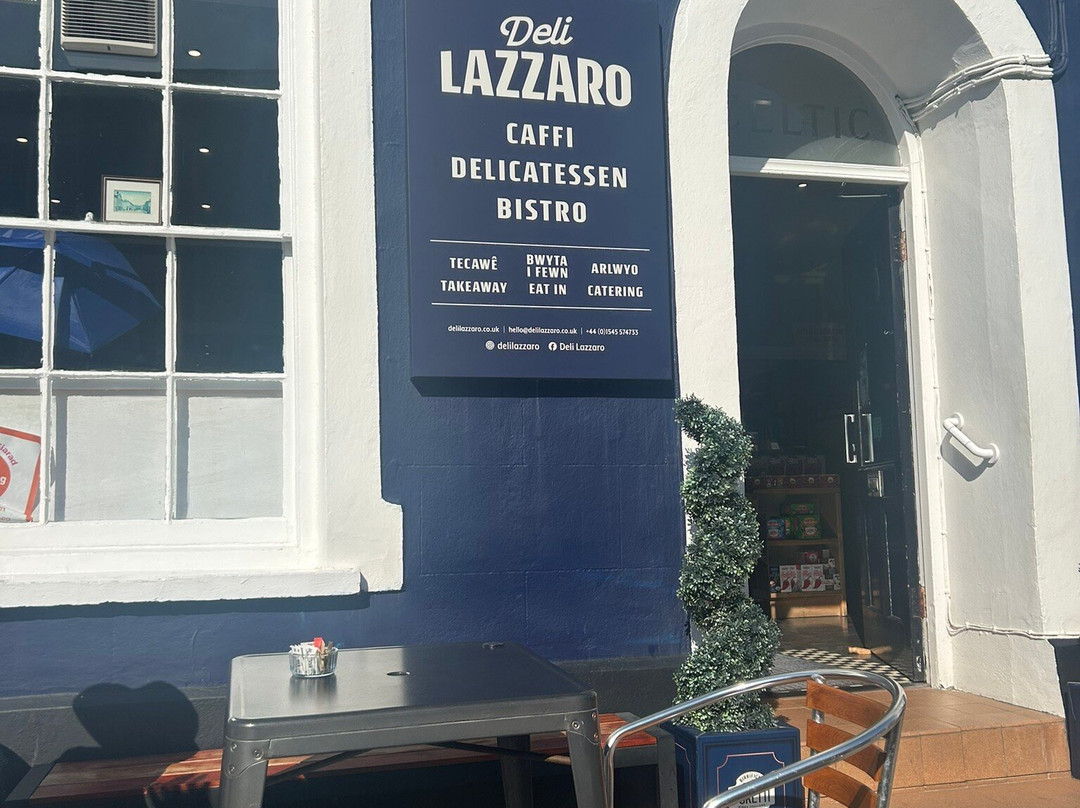 Deli
LAZZARO
CAFFI
DELICATESSEN
BISTRO
TECAWÊ
TAKEAWAY
BWYTA
I FEWN
EAT IN
ARLWYO
CATERING
delilazzaro.co.uk | hello@delilazzaro.co.uk | +44 (0)1545 574733
delilazzaro Deli Lazzaro
CELTIC